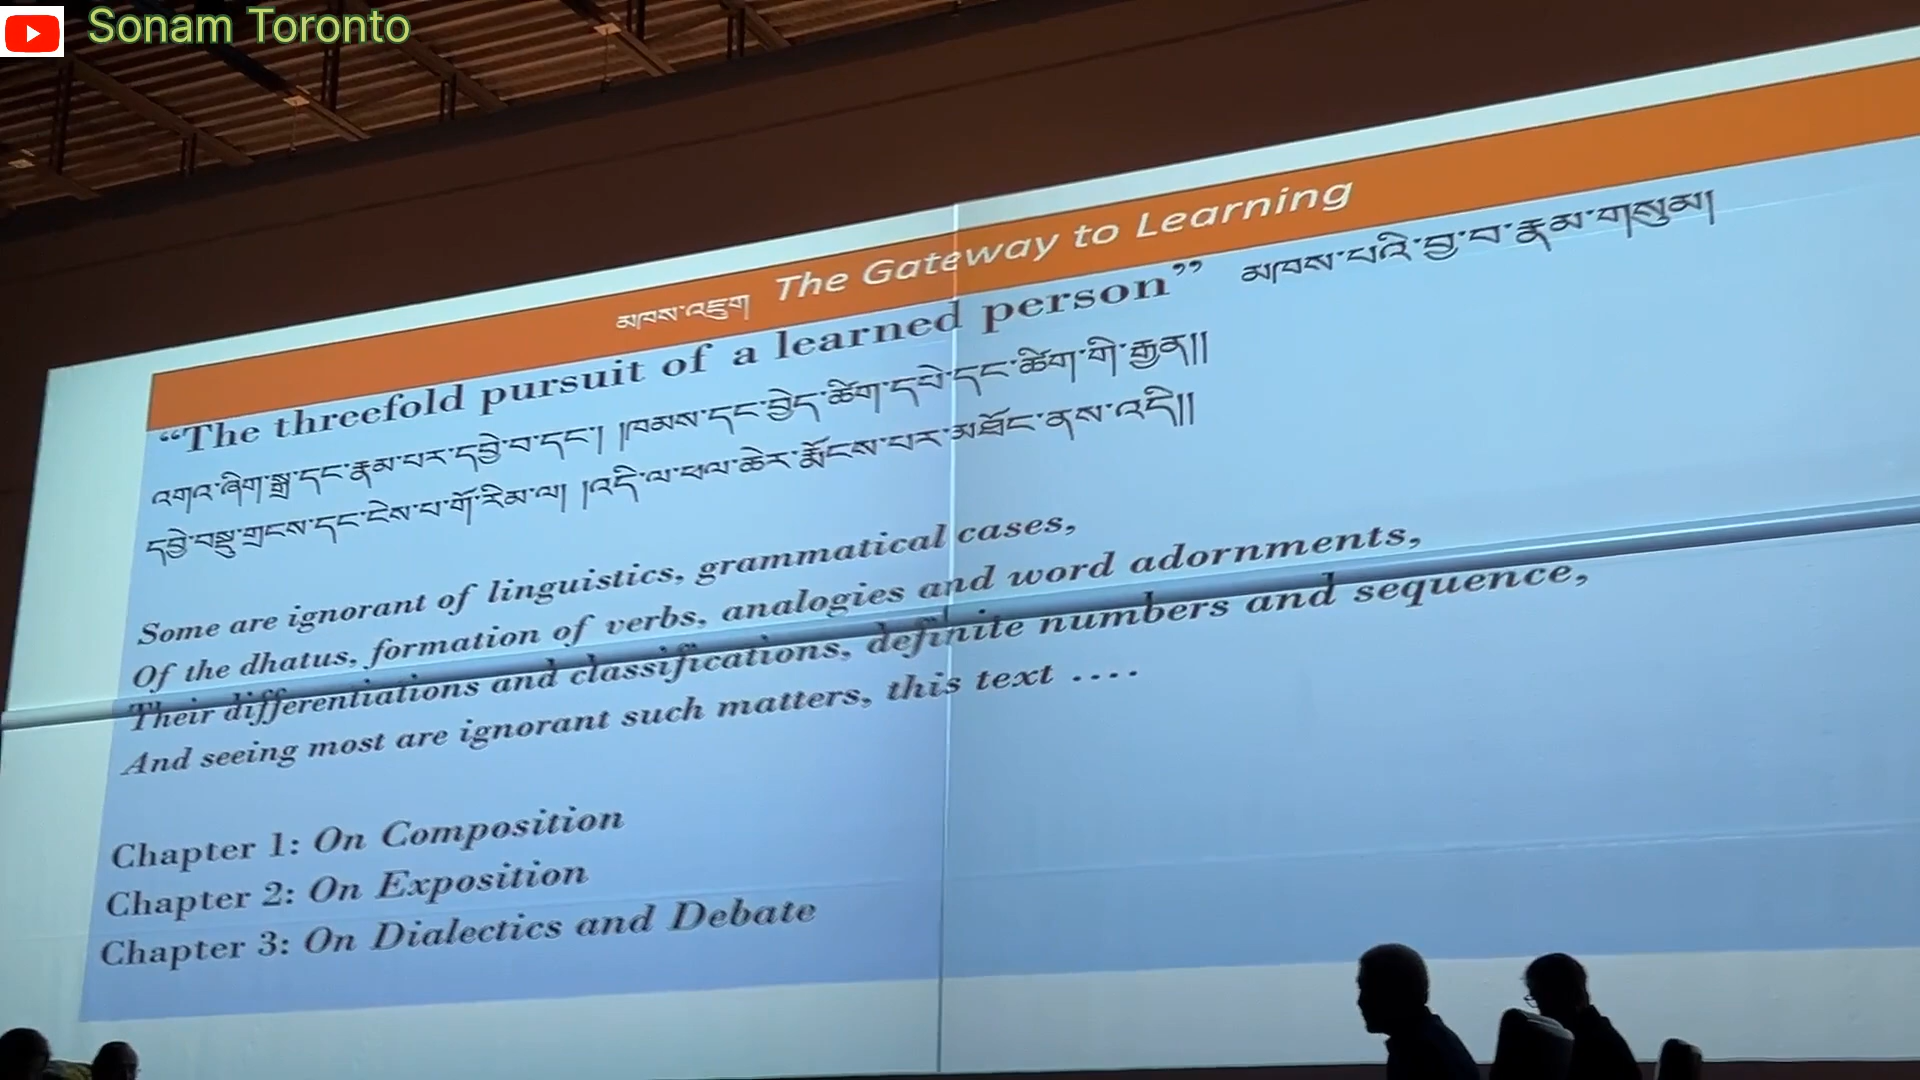 Sonam Toronto
མཁས་འཇུག The Gateway to Learning
“The threefold pursuit of a learned person” མཁས་པའི་བྱ་བ་རྣམ་གསུམ།
འགའ་ཞིག་སྒྲ་དང་རྣམ་པར་དབྱེ་བ་དང་། །ཁམས་དང་བྱེད་ཚིག་དཔེ་དང་ཚིག་གི་རྒྱན།།
དབྱེ་བསྡུ་གྲངས་དང་ངེས་པ་གོ་རིམ་ལ། །འདི་ལ་ཕལ་ཆེར་རྨོངས་པར་མཐོང་ནས་འདི།།
Some are ignorant of linguistics, grammatical cases,
Of the dhatus, formation of verbs, analogies and word adornments,
Their differentiations and classifications, definite numbers and sequence,
And seeing most are ignorant such matters, this text ....
Chapter 1: On Composition
Chapter 2: On Exposition
Chapter 3: On Dialectics and Debate